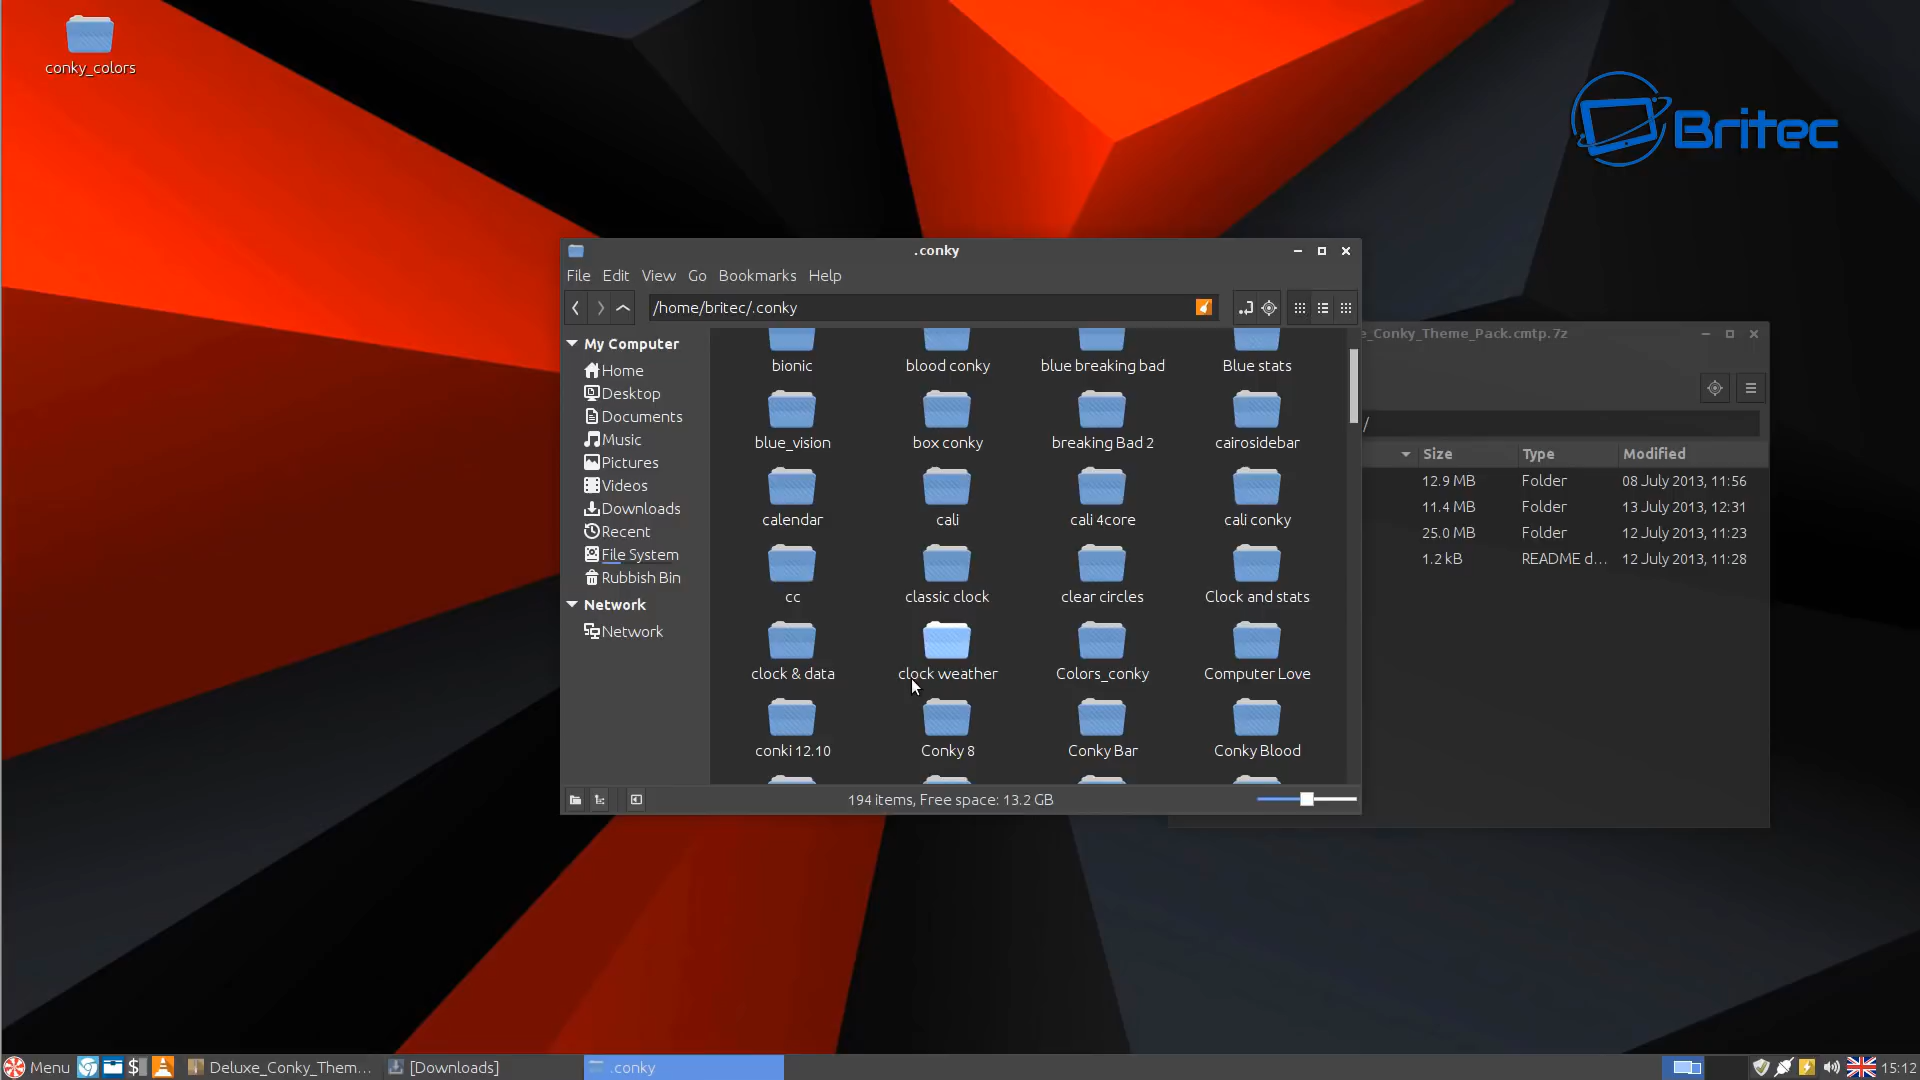 conky_colors
Britec
.conky
File Edit View Go Bookmarks Help
/home/britec/.conky
My Computer
Home
Desktop
Documents
Music
Pictures
Videos
Downloads
Recent
File System
Rubbish Bin
Network
Network
bionic blood conky blue breaking bad Blue stats
blue_vision box conky breaking Bad 2 cairosidebar
calendar cali cali 4core cali conky
cc classic clock clear circles Clock and stats
clock & data clock weather Colors_conky Computer Love
conki 12.10 Conky 8 Conky Bar Conky Blood
194 items, Free space: 13.2 GB
e_Conky_Theme_Pack.cmtp.7z
/
Size Type Modified
12.9 MB Folder 08 July 2013, 11:56
11.4 MB Folder 13 July 2013, 12:31
25.0 MB Folder 12 July 2013, 11:23
1.2 kB README d... 12 July 2013, 11:28
Menu $ Deluxe_Conky_Them... [Downloads] .conky 15:12